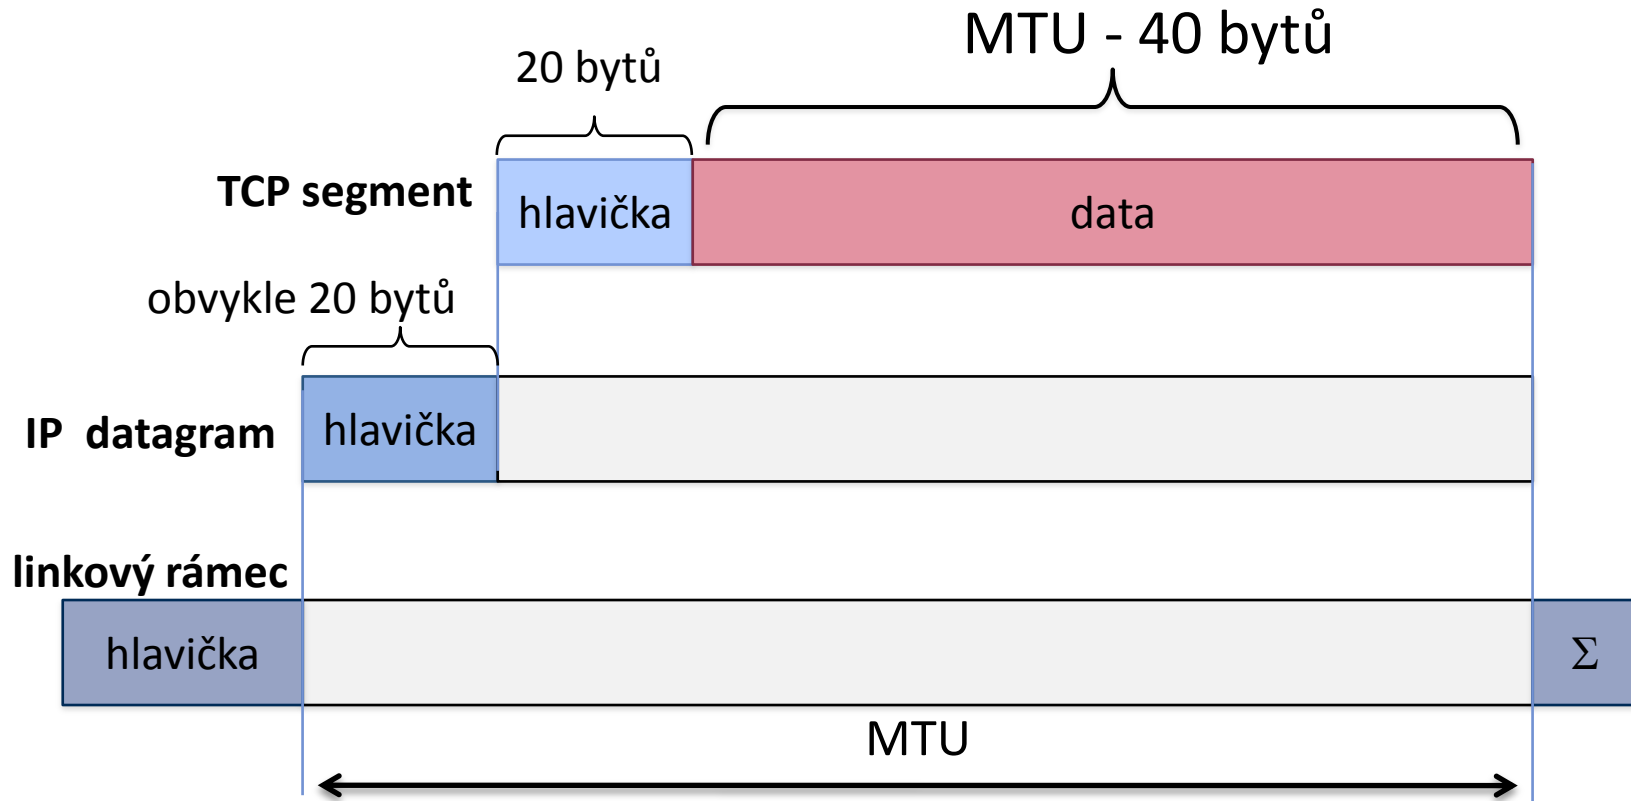 MTU - 40 bytů
20 bytů
TCP segment
hlavička
data
obvykle 20 bytů
IP datagram
hlavička
linkový rámec
hlavička
Σ
MTU